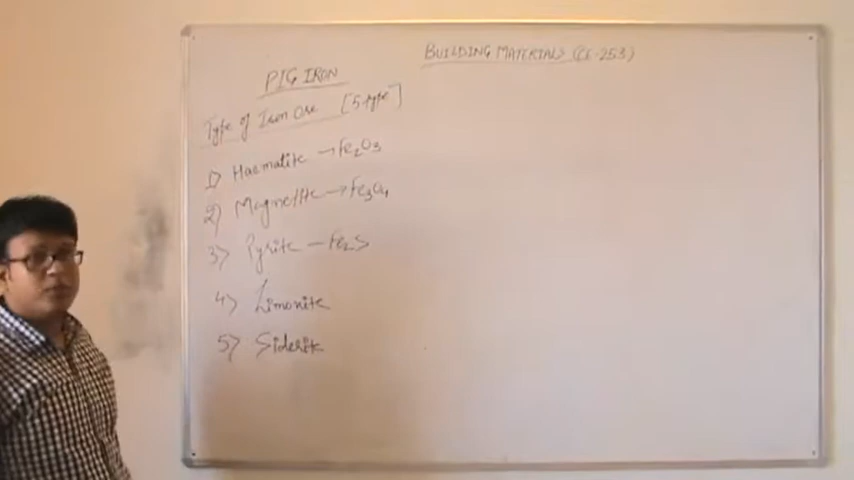 BUILDING MATERIALS (CE-253)
PIG IRON
Type of Iron Ore [5 type]
1) Haematite → Fe₂O₃
2) Magnetite → Fe₃O₄
3) Pyrite — Fe₂S
4) Limonite
5) Siderite